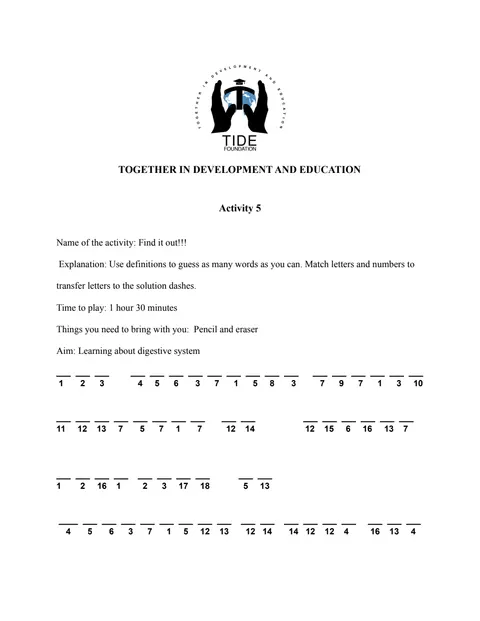 TOGETHER IN DEVELOPMENT AND EDUCATION
TIDE
FOUNDATION
TOGETHER IN DEVELOPMENT AND EDUCATION
Activity 5
Name of the activity: Find it out!!!
Explanation: Use definitions to guess as many words as you can. Match letters and numbers to
transfer letters to the solution dashes.
Time to play: 1 hour 30 minutes
Things you need to bring with you: Pencil and eraser
Aim: Learning about digestive system
1 2 3 4 5 6 3 7 1 5 8 3 7 9 7 1 3 10
11 12 13 7 5 7 1 7 12 14 12 15 6 16 13 7
1 2 16 1 2 3 17 18 5 13
4 5 6 3 7 1 5 12 13 12 14 14 12 12 4 16 13 4